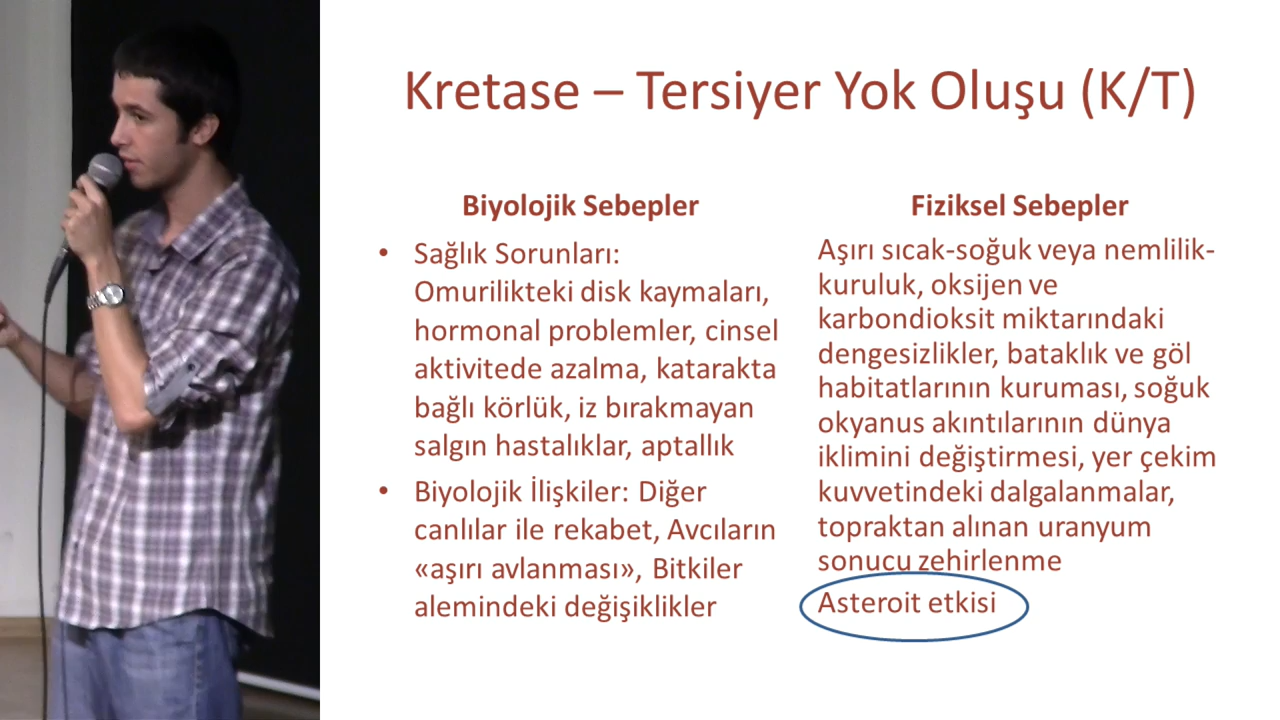 Kretase – Tersiyer Yok Oluşu (K/T)
Biyolojik Sebepler
• Sağlık Sorunları:
Omurilikteki disk kaymaları,
hormonal problemler, cinsel
aktivitede azalma, katarakta
bağlı körlük, iz bırakmayan
salgın hastalıklar, aptallık
• Biyolojik İlişkiler: Diğer
canlılar ile rekabet, Avcıların
«aşırı avlanması», Bitkiler
alemindeki değişiklikler
Fiziksel Sebepler
Aşırı sıcak-soğuk veya nemlilik-
kuruluk, oksijen ve
karbondioksit miktarındaki
dengesizlikler, bataklık ve göl
habitatlarının kuruması, soğuk
okyanus akıntılarının dünya
iklimini değiştirmesi, yer çekim
kuvvetindeki dalgalanmalar,
topraktan alınan uranyum
sonucu zehirlenme
Asteroit etkisi